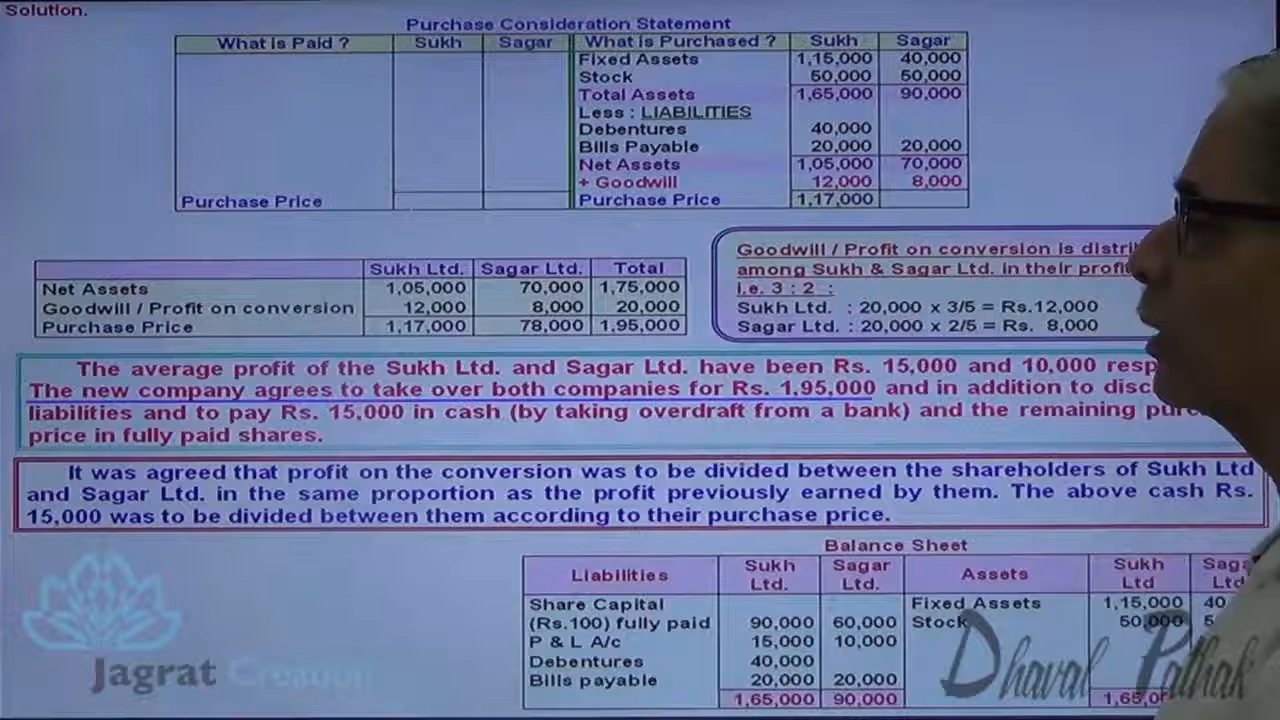 Solution.
Purchase Consideration Statement
What is Paid ? Sukh Sagar What is Purchased ? Sukh Sagar
Fixed Assets 1,15,000 40,000
Stock 50,000 50,000
Total Assets 1,65,000 90,000
Less : LIABILITIES
Debentures 40,000
Bills Payable 20,000 20,000
Net Assets 1,05,000 70,000
+ Goodwill 12,000 8,000
Purchase Price Purchase Price 1,17,000
Sukh Ltd. Sagar Ltd. Total
Net Assets 1,05,000 70,000 1,75,000
Goodwill / Profit on conversion 12,000 8,000 20,000
Purchase Price 1,17,000 78,000 1,95,000
Goodwill / Profit on conversion is
among Sukh & Sagar Ltd. in their
i.e. 3 : 2 :
Sukh Ltd. : 20,000 x 3/5 = Rs.12,000
Sagar Ltd. : 20,000 x 2/5 = Rs. 8,000
The average profit of the Sukh Ltd. and Sagar Ltd. have been Rs. 15,000 and 10,000
The new company agrees to take over both companies for Rs. 1,95,000 and in addition to
liabilities and to pay Rs. 15,000 in cash (by taking overdraft from a bank) and the remaining
price in fully paid shares.
It was agreed that profit on the conversion was to be divided between the shareholders of Sukh Ltd
and Sagar Ltd. in the same proportion as the profit previously earned by them. The above cash Rs.
15,000 was to be divided between them according to their purchase price.
Balance Sheet
Liabilities Sukh Ltd. Sagar Ltd. Assets Sukh Ltd
Share Capital Fixed Assets 1,15,000
(Rs.100) fully paid 90,000 60,000 Stock 50,000
P & L A/c 15,000 10,000
Debentures 40,000
Bills payable 20,000 20,000
1,65,000 90,000
Jagrat Creation
Dhaval Pathak